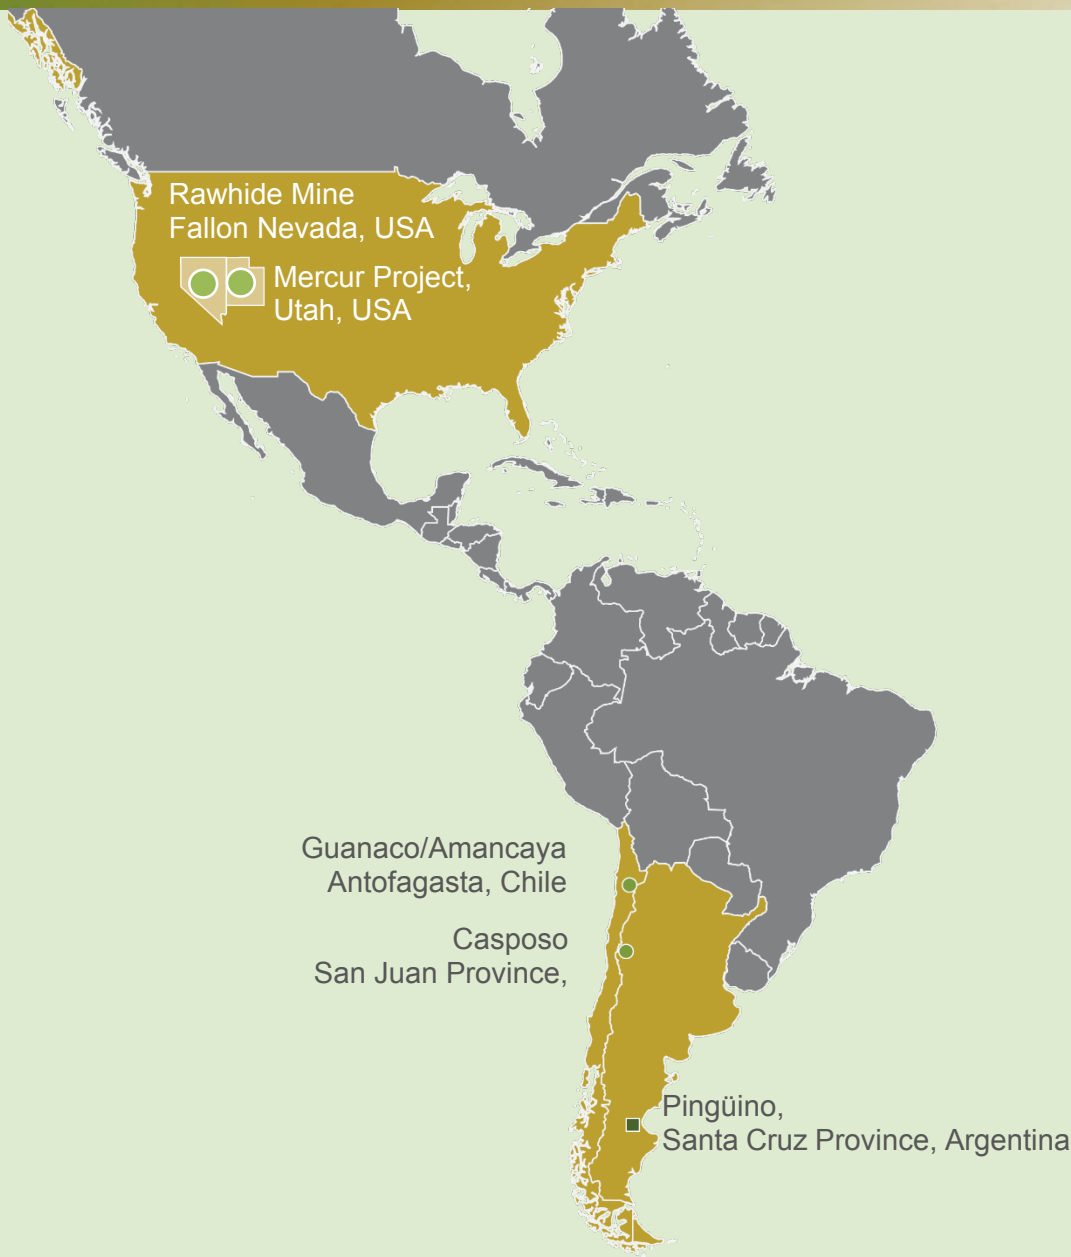 Rawhide Mine
Fallon Nevada, USA
Mercur Project,
Utah, USA
Guanaco/Amancaya
Antofagasta, Chile
Casposo
San Juan Province,
Pingüino,
Santa Cruz Province, Argentina